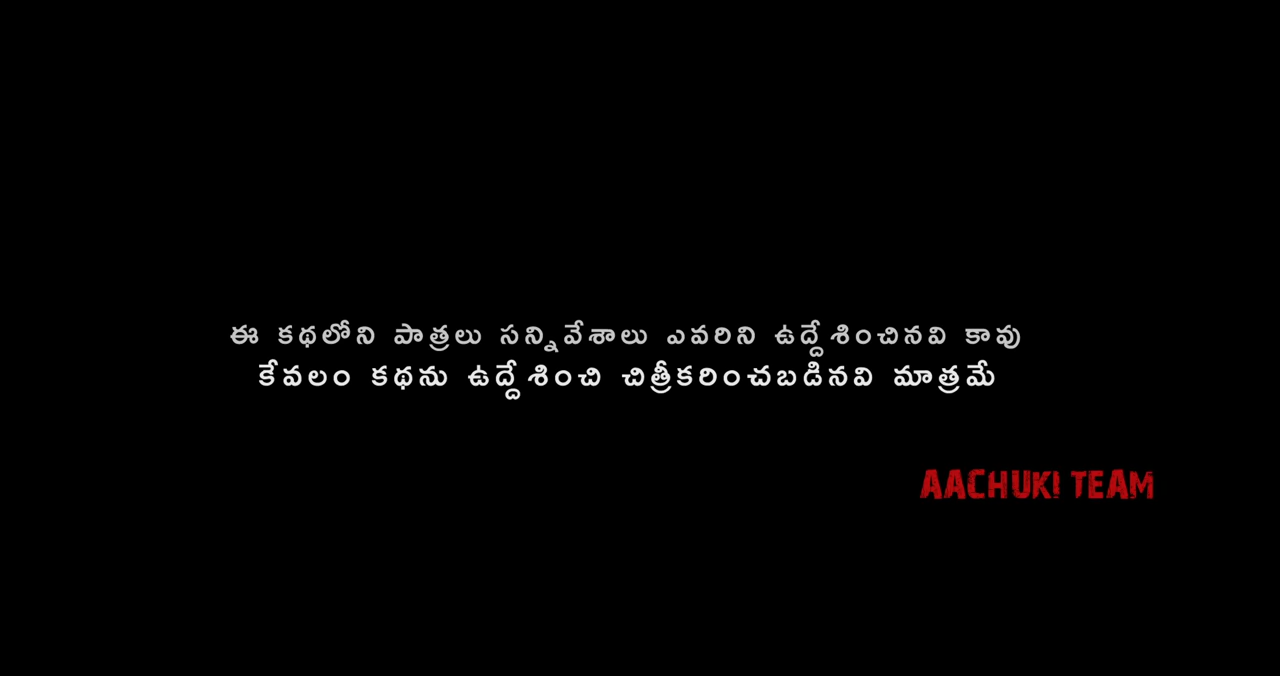 ఈ కథలోని పాత్రలు సన్నివేశాలు ఎవరిని ఉద్దేశించినవి కావు
కేవలం కథను ఉద్దేశించి చిత్రీకరించబడినవి మాత్రమే
AACHUKI TEAM